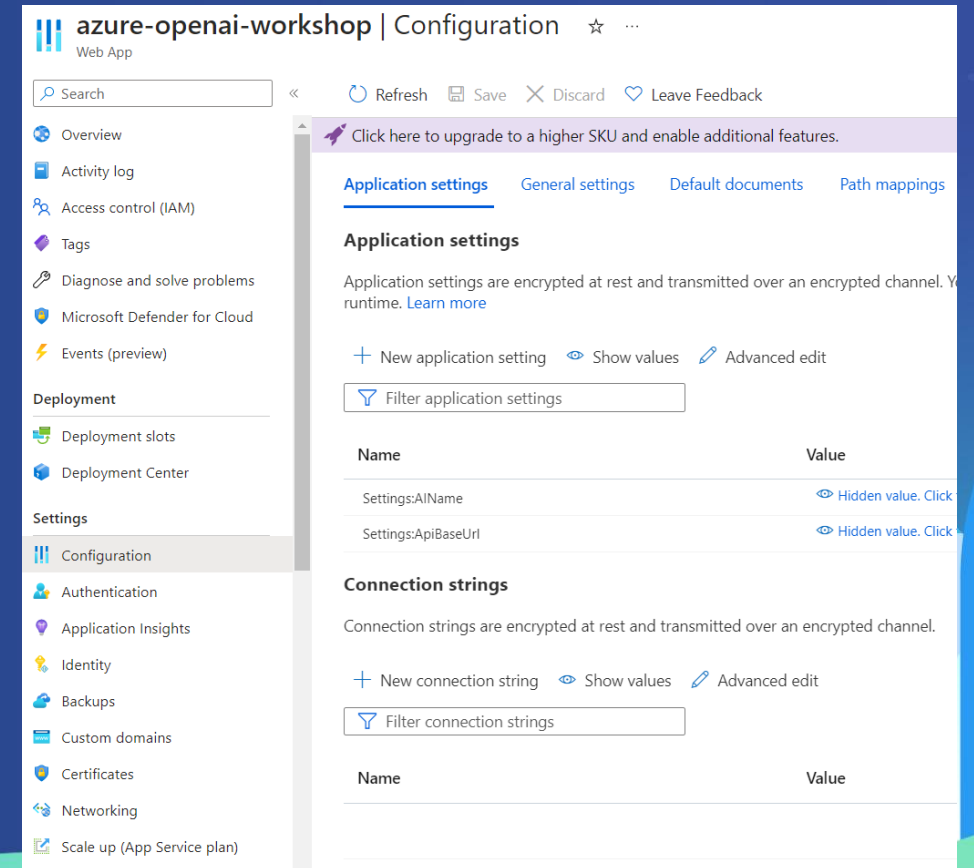 azure-openai-workshop | Configuration
Web App
Search
Overview
Activity log
Access control (IAM)
Tags
Diagnose and solve problems
Microsoft Defender for Cloud
Events (preview)
Deployment
Deployment slots
Deployment Center
Settings
Configuration
Authentication
Application Insights
Identity
Backups
Custom domains
Certificates
Networking
Scale up (App Service plan)
Refresh Save Discard Leave Feedback
Click here to upgrade to a higher SKU and enable additional features.
Application settings General settings Default documents Path mappings
Application settings
Application settings are encrypted at rest and transmitted over an encrypted channel.
runtime. Learn more
New application setting Show values Advanced edit
Filter application settings
Name Value
Settings:AIName Hidden value. Click
Settings:ApiBaseUrl Hidden value. Click
Connection strings
Connection strings are encrypted at rest and transmitted over an encrypted channel.
New connection string Show values Advanced edit
Filter connection strings
Name Value